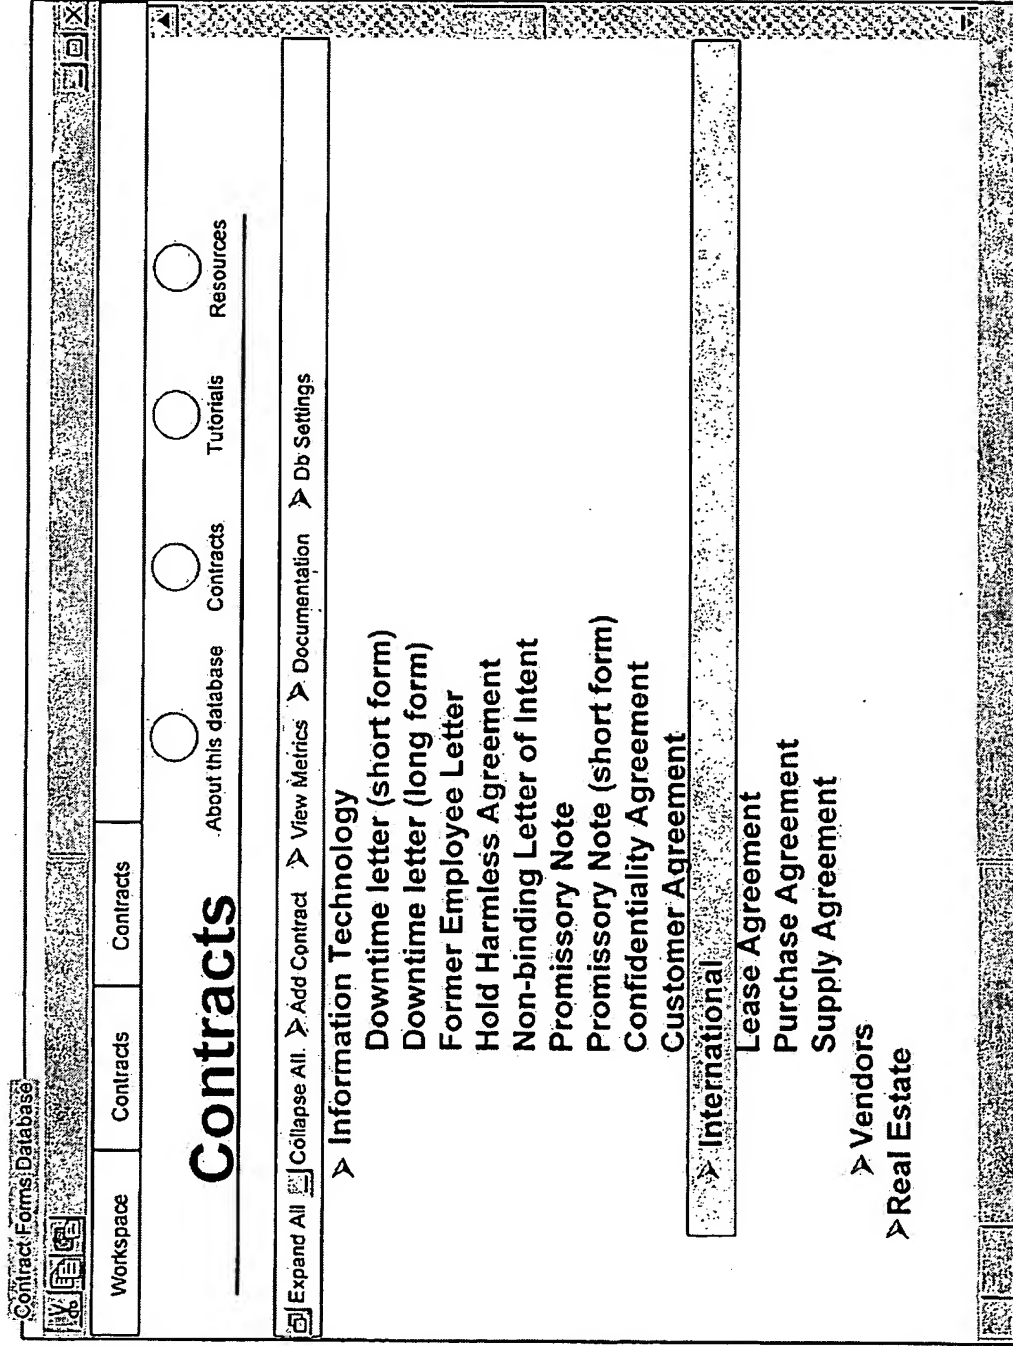 Contract Forms Database
Workspace Contracts Contracts
Contracts
About this database Contracts Tutorials Resources
Expand All Collapse All. Add Contract View Metrics Documentation Db Settings
Information Technology
Downtime letter (short form)
Downtime letter (long form)
Former Employee Letter
Hold Harmless Agreement
Non-binding Letter of Intent
Promissory Note
Promissory Note (short form)
Confidentiality Agreement
Customer Agreement
International
Lease Agreement
Purchase Agreement
Supply Agreement
Vendors
Real Estate